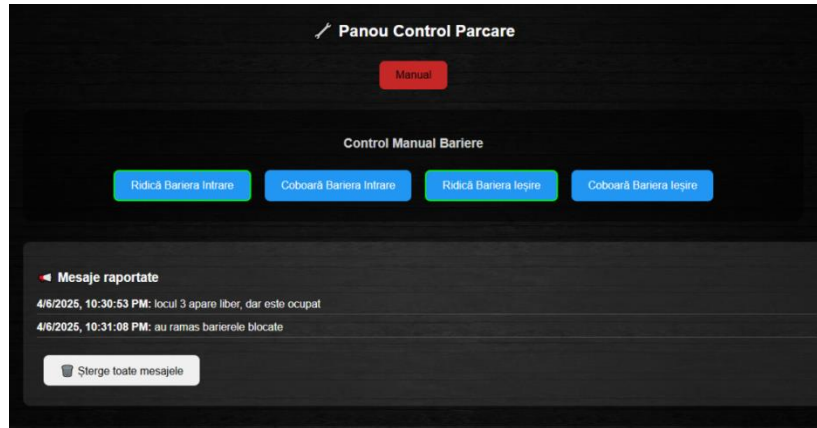 Panou Control Parcare
Manual
Control Manual Bariere
Ridică Bariera Intrare Coboară Bariera Intrare Ridică Bariera Ieșire Coboară Bariera Ieșire
Mesaje raportate
4/6/2025, 10:30:53 PM: locul 3 apare liber, dar este ocupat
4/6/2025, 10:31:08 PM: au ramas barierele blocate
Șterge toate mesajele